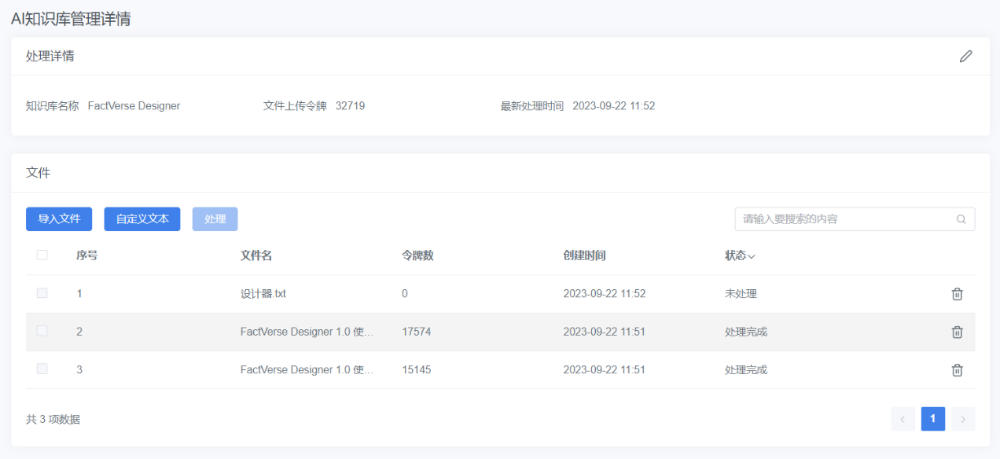 AI知识库管理详情
处理详情
知识库名称 FactVerse Designer 文件上传令牌 32719 最新处理时间 2023-09-22 11:52
文件
导入文件 自定义文本 处理 请输入要搜索的内容
序号 文件名 令牌数 创建时间 状态
1 设计器.txt 0 2023-09-22 11:52 未处理
2 FactVerse Designer 1.0 使... 17574 2023-09-22 11:51 处理完成
3 FactVerse Designer 1.0 使... 15145 2023-09-22 11:51 处理完成
共 3 项数据 1